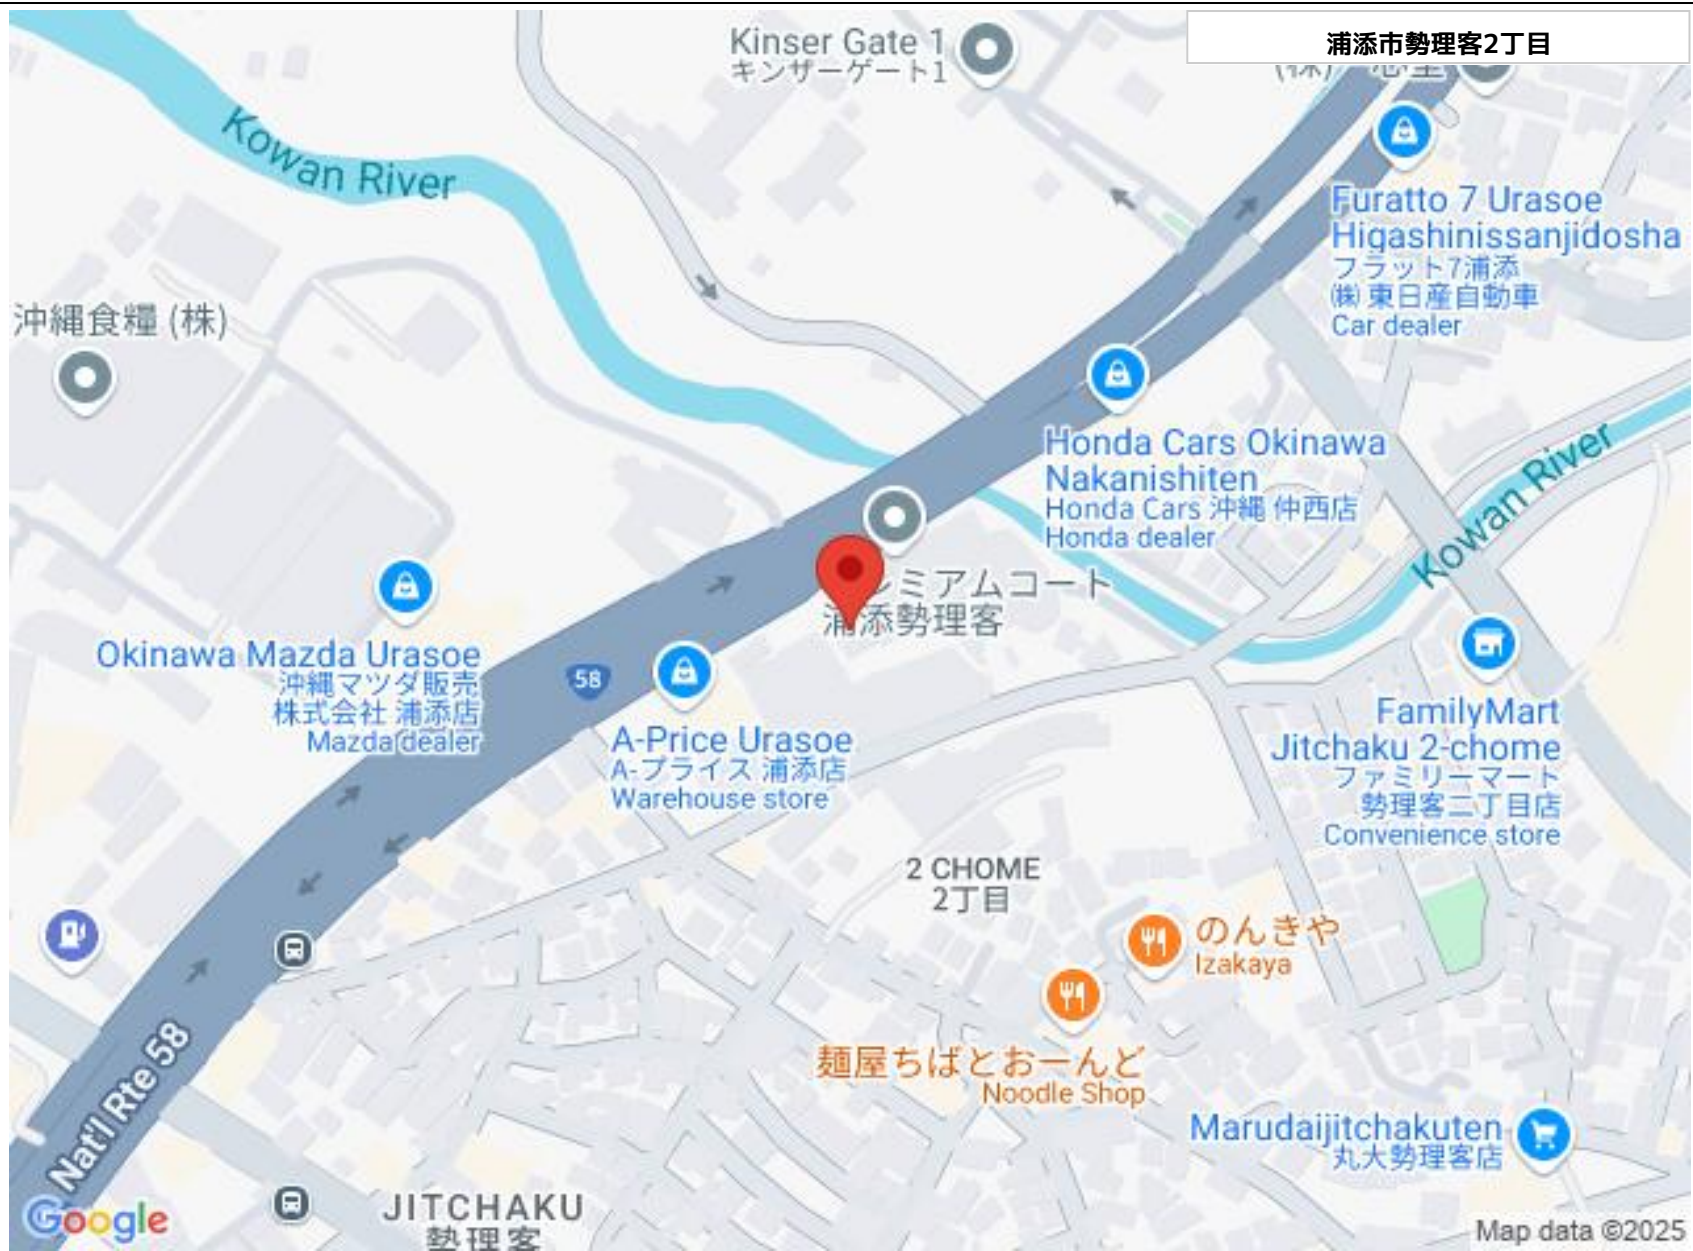 浦添市勢理客2丁目
Kinser Gate 1
キンザーゲート1
Kowan River
Furatto 7 Urasoe
Higashinissanjidosha
フラット7浦添
㈱ 東日産自動車
Car dealer
沖縄食糧 (株)
Honda Cars Okinawa
Nakanishiten
Honda Cars 沖縄 仲西店
Honda dealer
Kowan River
レミアムコート
浦添勢理客
Okinawa Mazda Urasoe
沖縄マツダ販売
株式会社 浦添店
Mazda dealer
58
A-Price Urasoe
A-プライス 浦添店
Warehouse store
FamilyMart
Jitchaku 2-chome
ファミリーマート
勢理客二丁目店
Convenience store
2 CHOME
2丁目
のんきや
Izakaya
麺屋ちばとおーんど
Noodle Shop
Nat'l Rte 58
Marudaijitchakuten
丸大勢理客店
JITCHAKU
勢理客
Google
Map data ©2025